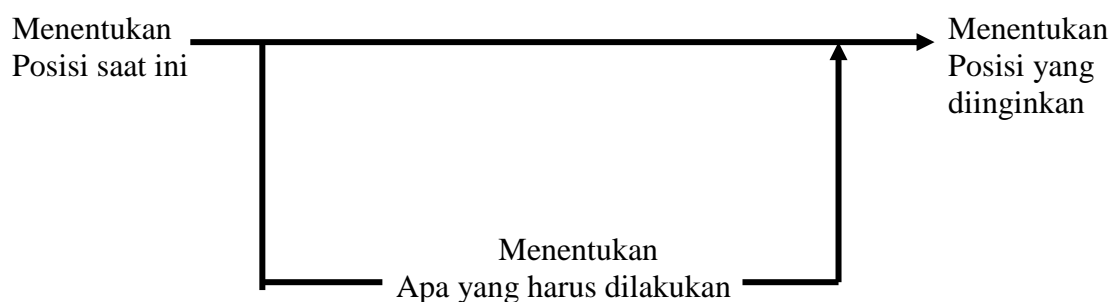 Menentukan
Posisi saat ini
Menentukan
Posisi yang
diinginkan
Menentukan
Apa yang harus dilakukan